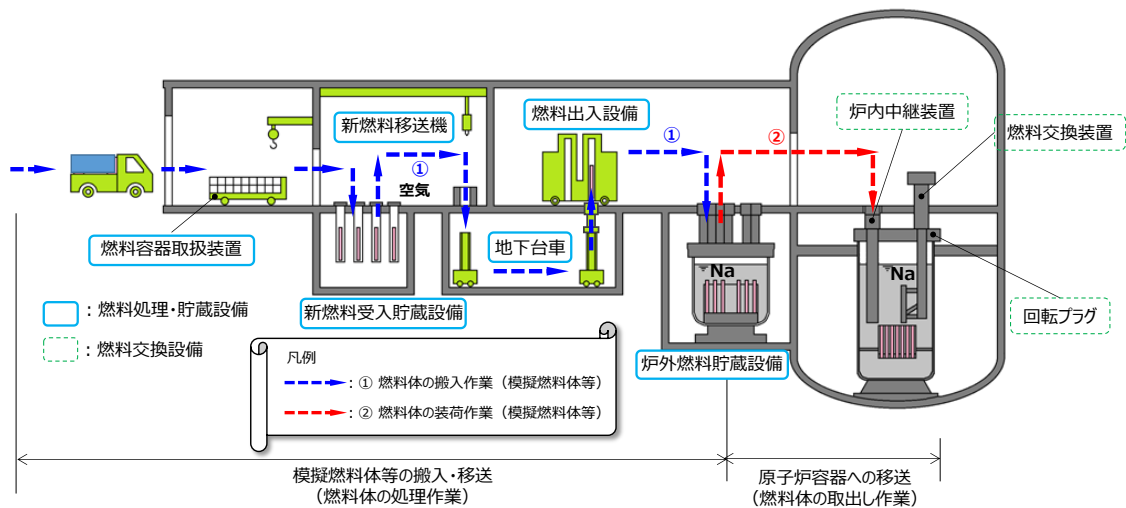 新燃料移送機
①
空気
燃料出入設備
①
②
炉内中継装置
燃料交換装置
燃料容器取扱装置
地下台車
新燃料受入貯蔵設備
Na
Na
炉外燃料貯蔵設備
回転プラグ
：燃料処理・貯蔵設備
：燃料交換設備
凡例
：① 燃料体の搬入作業（模擬燃料体等）
：② 燃料体の装荷作業（模擬燃料体等）
模擬燃料体等の搬入・移送
（燃料体の処理作業）
原子炉容器への移送
（燃料体の取出し作業）